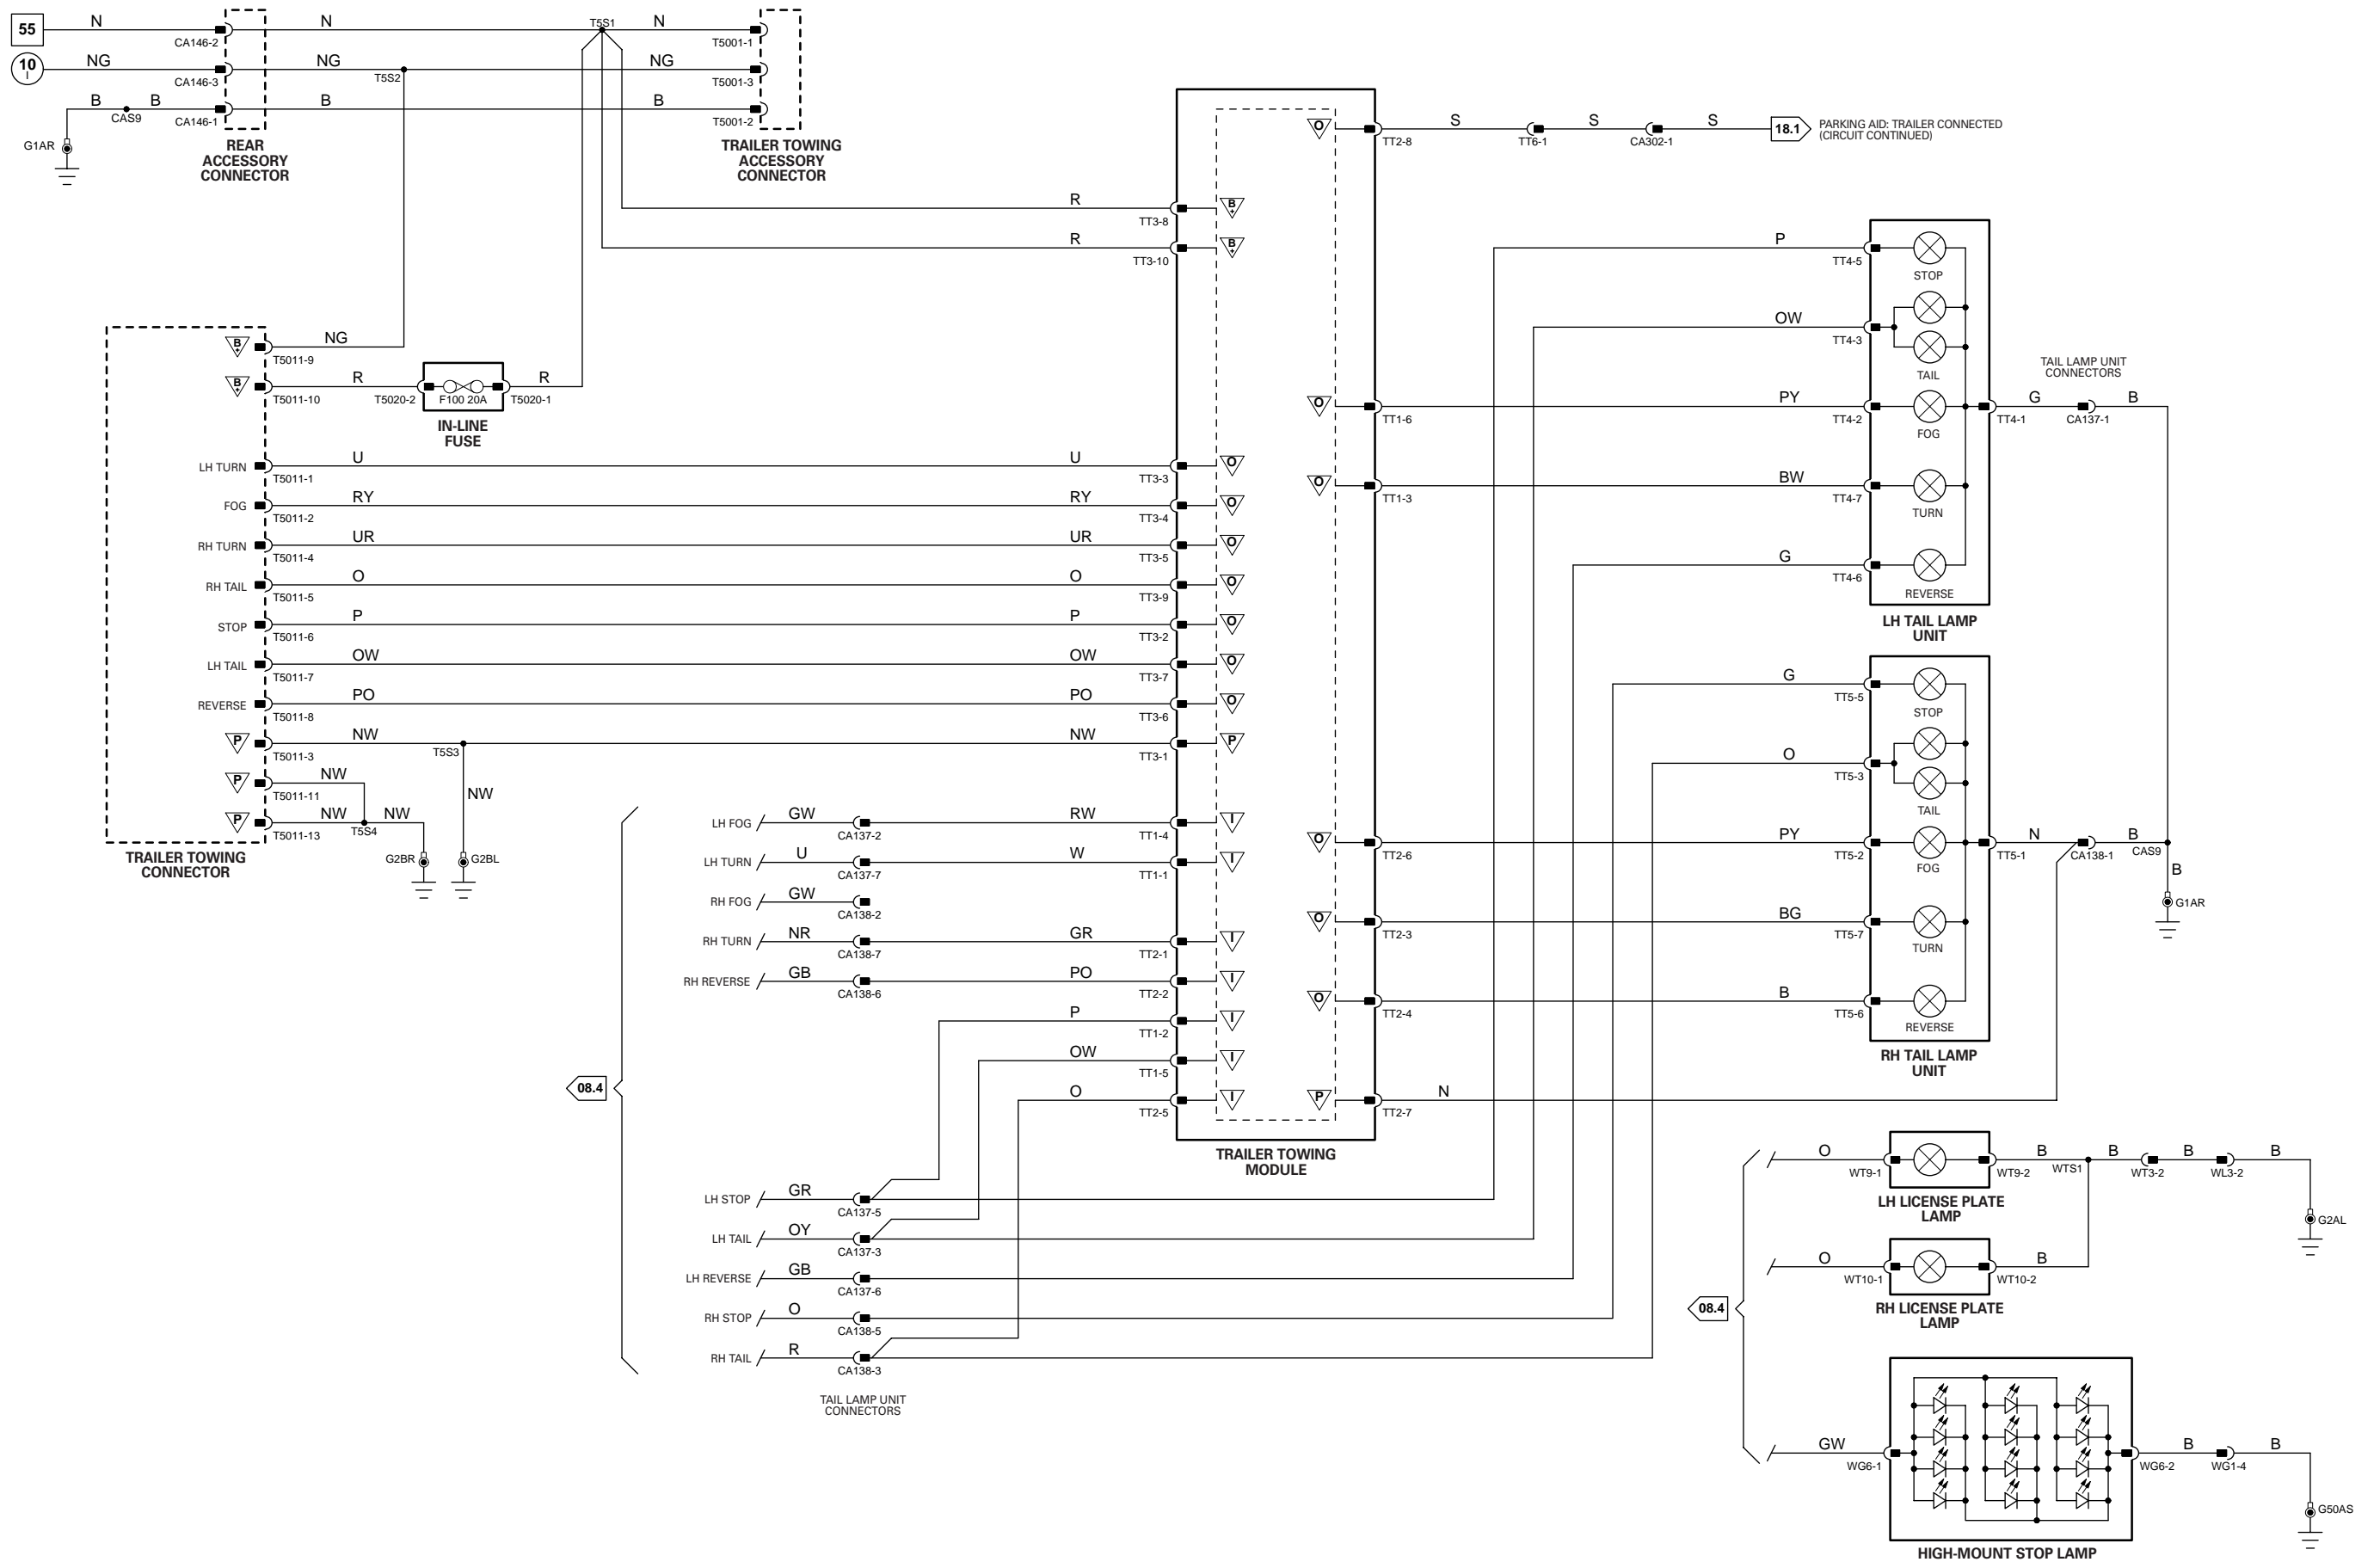 55
N
CA146-2
N
T5S1
N
T5001-1
10
I
NG
CA146-3
NG
T5S2
NG
T5001-3
B
CAS9
B
CA146-1
B
B
T5001-2
G1AR
REAR
ACCESSORY
CONNECTOR
TRAILER TOWING
ACCESSORY
CONNECTOR
O
TT2-8
S
TT6-1
S
CA302-1
S
18.1
PARKING AID: TRAILER CONNECTED
(CIRCUIT CONTINUED)
R
TT3-8
B
+
R
TT3-10
B
+
B
+
T5011-9
NG
B
+
T5011-10
R
T5020-2
F100 20A
T5020-1
R
IN-LINE
FUSE
LH TURN
T5011-1
U
U
TT3-3
O
FOG
T5011-2
RY
RY
TT3-4
O
RH TURN
T5011-4
UR
UR
TT3-5
O
RH TAIL
T5011-5
O
O
TT3-9
O
STOP
T5011-6
P
P
TT3-2
O
LH TAIL
T5011-7
OW
OW
TT3-7
O
REVERSE
T5011-8
PO
PO
TT3-6
O
P
T5011-3
NW
T5S3
NW
TT3-1
P
P
T5011-11
NW
NW
P
T5011-13
NW
T5S4
NW
G2BR
G2BL
TRAILER TOWING
CONNECTOR
08.4
LH FOG
GW
CA137-2
RW
TT1-4
I
LH TURN
U
CA137-7
W
TT1-1
I
RH FOG
GW
CA138-2
RH TURN
NR
CA138-7
GR
TT2-1
I
RH REVERSE
GB
CA138-6
PO
TT2-2
I
P
TT1-2
I
OW
TT1-5
I
O
TT2-5
I
LH STOP
GR
CA137-5
LH TAIL
OY
CA137-3
LH REVERSE
GB
CA137-6
RH STOP
O
CA138-5
RH TAIL
R
CA138-3
TAIL LAMP UNIT
CONNECTORS
O
TT1-6
O
TT1-3
O
TT2-6
O
TT2-3
O
TT2-4
P
TT2-7
N
TRAILER TOWING
MODULE
P
TT4-5
STOP
OW
TT4-3
TAIL
PY
TT4-2
FOG
BW
TT4-7
TURN
G
TT4-6
REVERSE
LH TAIL LAMP
UNIT
TT4-1
G
TAIL LAMP UNIT
CONNECTORS
CA137-1
B
G
TT5-5
STOP
O
TT5-3
TAIL
PY
TT5-2
FOG
BG
TT5-7
TURN
B
TT5-6
REVERSE
RH TAIL LAMP
UNIT
TT5-1
N
CA138-1
B
CAS9
B
G1AR
08.4
O
WT9-1
WT9-2
B
WTS1
B
WT3-2
B
WL3-2
B
G2AL
LH LICENSE PLATE
LAMP
O
WT10-1
WT10-2
B
RH LICENSE PLATE
LAMP
GW
WG6-1
WG6-2
B
WG1-4
B
G50AS
HIGH-MOUNT STOP LAMP